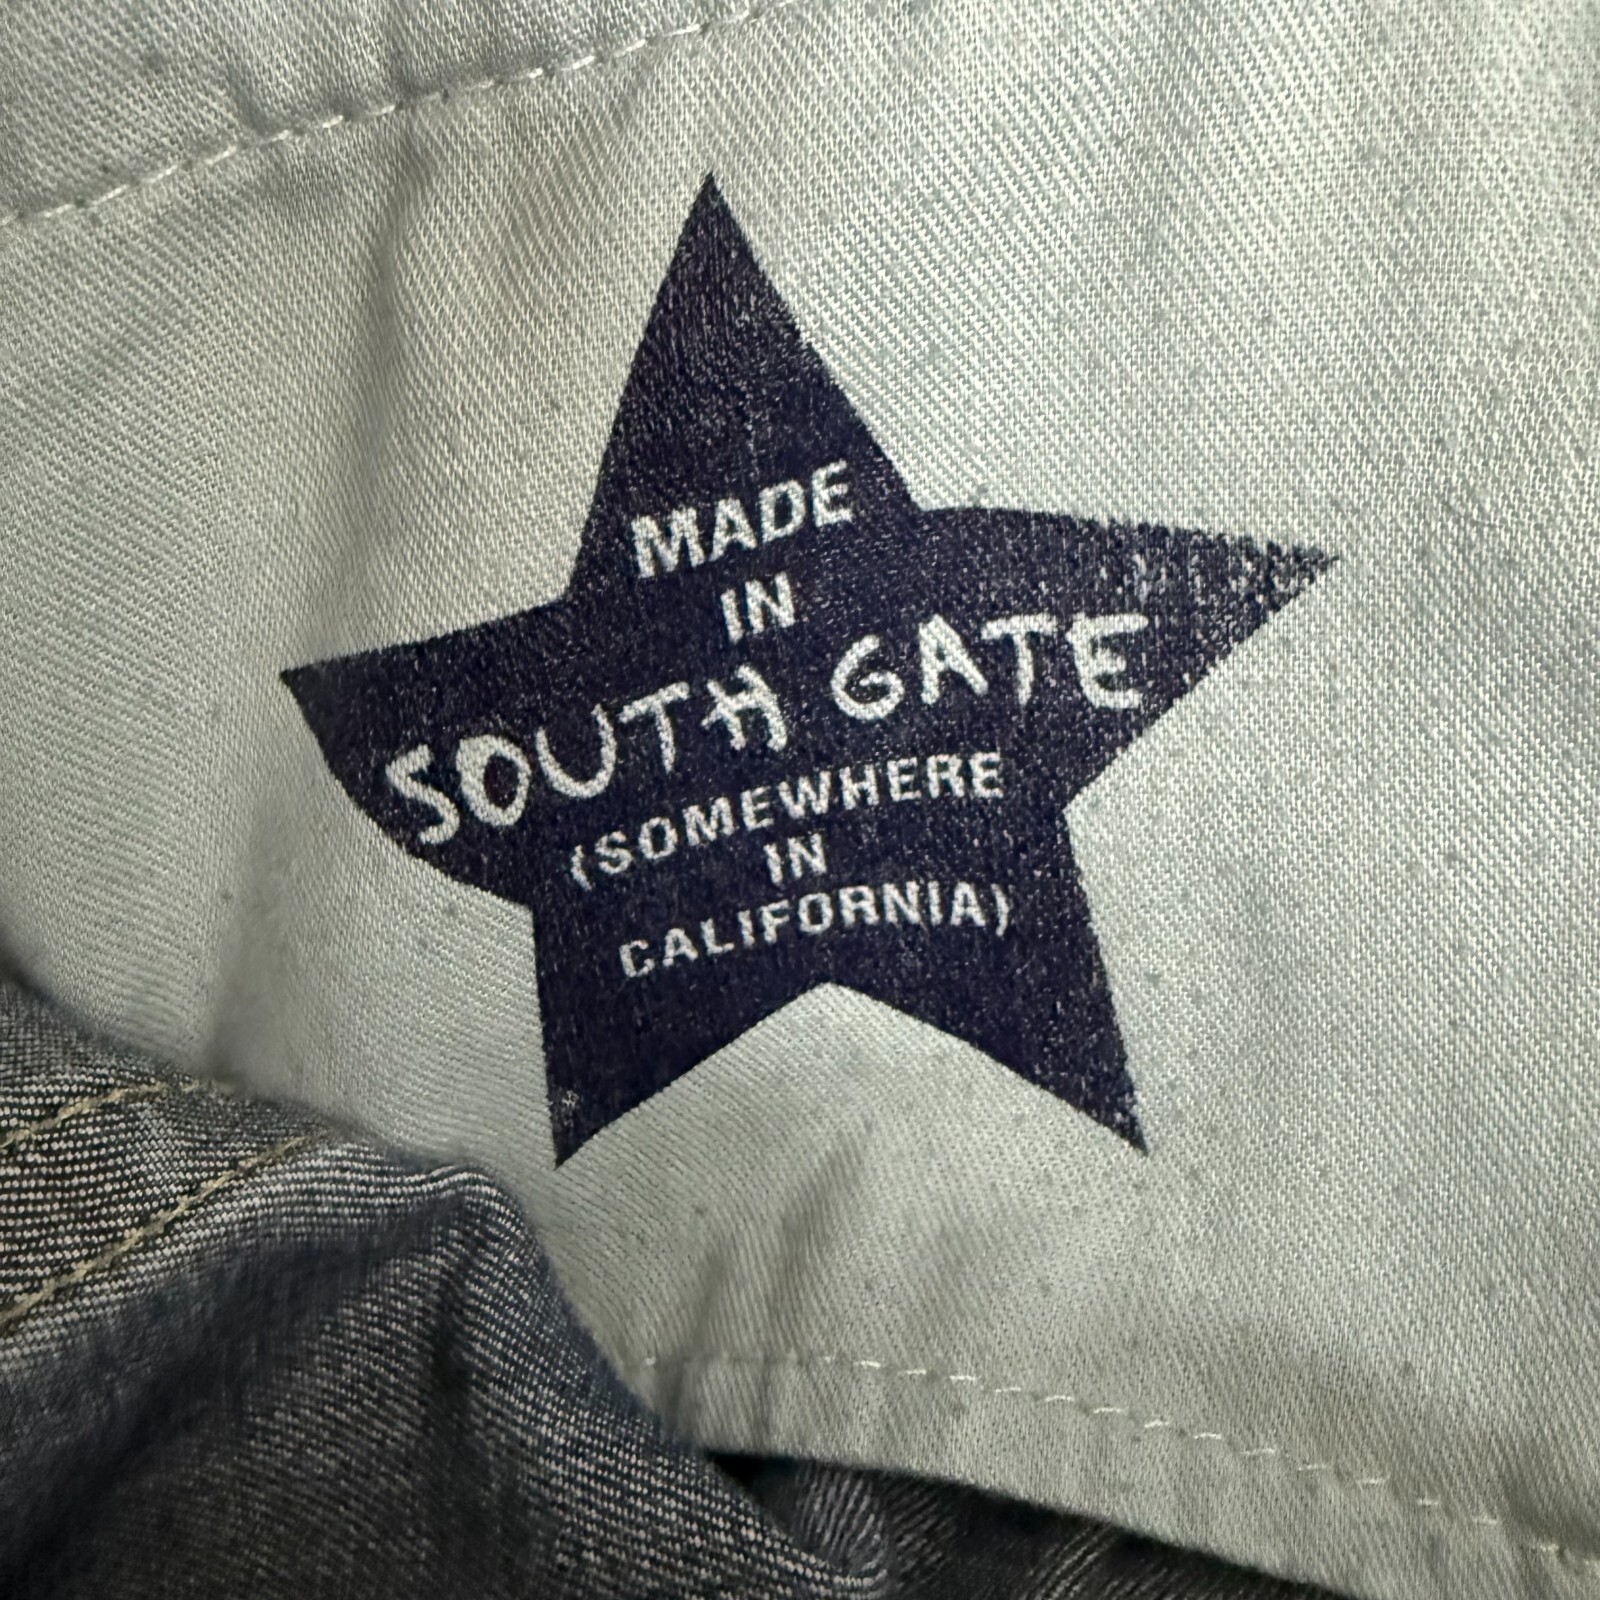 MADE
IN
SOUTH GATE
(SOMEWHERE
IN
CALIFORNIA)